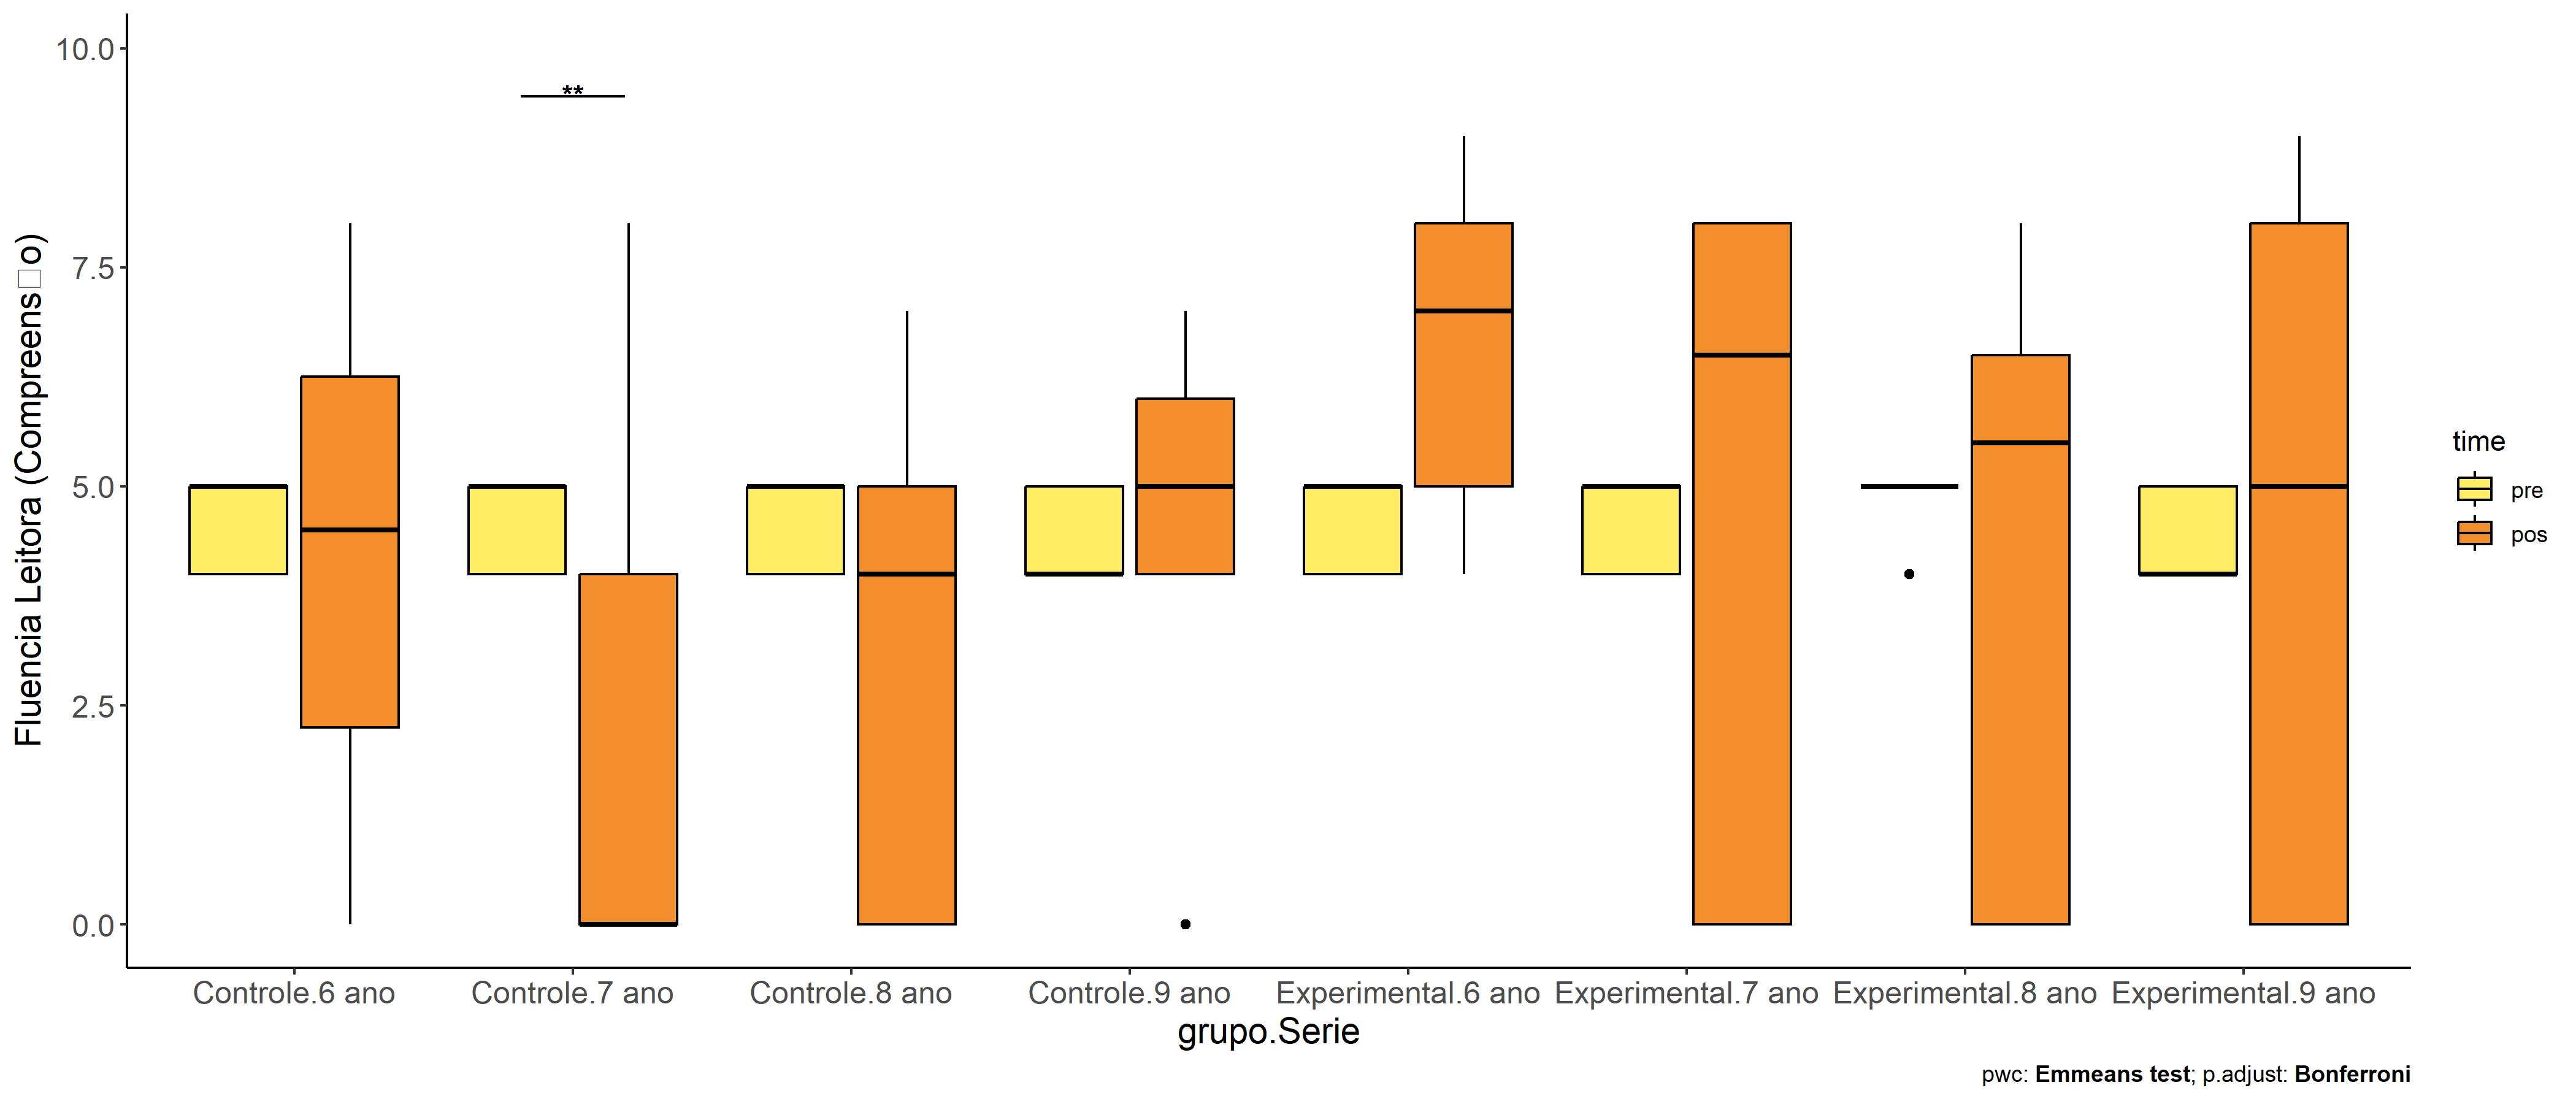 10.0
7.5
5.0
2.5
0.0
Fluencia Leitora (Compreens□o)
**
Controle.6 ano
Controle.7 ano
Controle.8 ano
Controle.9 ano
Experimental.6 ano
Experimental.7 ano
Experimental.8 ano
Experimental.9 ano
grupo.Serie
time
pre
pos
pwc: Emmeans test; p.adjust: Bonferroni